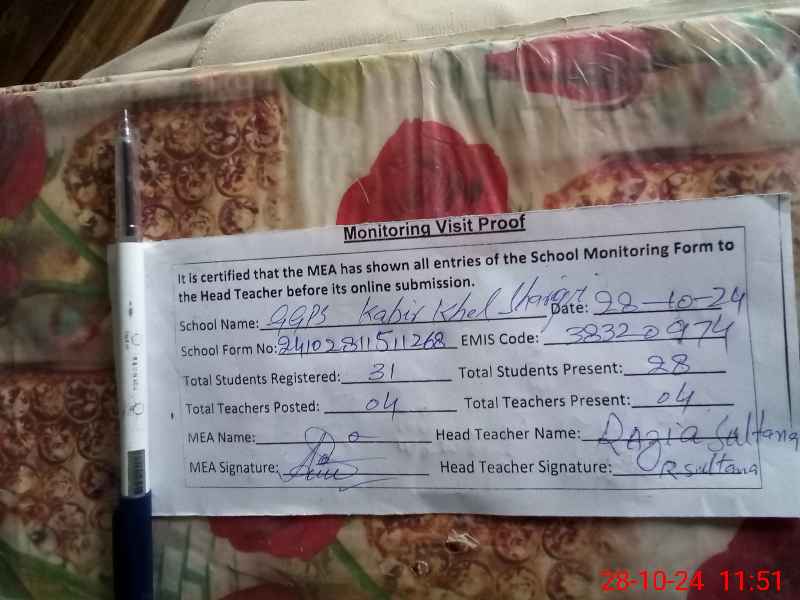 Monitoring Visit Proof
It is certified that the MEA has shown all entries of the School Monitoring Form to
the Head Teacher before its online submission.
School Name: GGPS Kabir Khel Date: 28-10-24
School Form No: 24102811511268 EMIS Code: 38320974
Total Students Registered: 31 Total Students Present: 28
Total Teachers Posted: 04 Total Teachers Present: 04
MEA Name: Head Teacher Name: Razia Sultana
MEA Signature: Head Teacher Signature: R Sultana
28-10-24 11:51